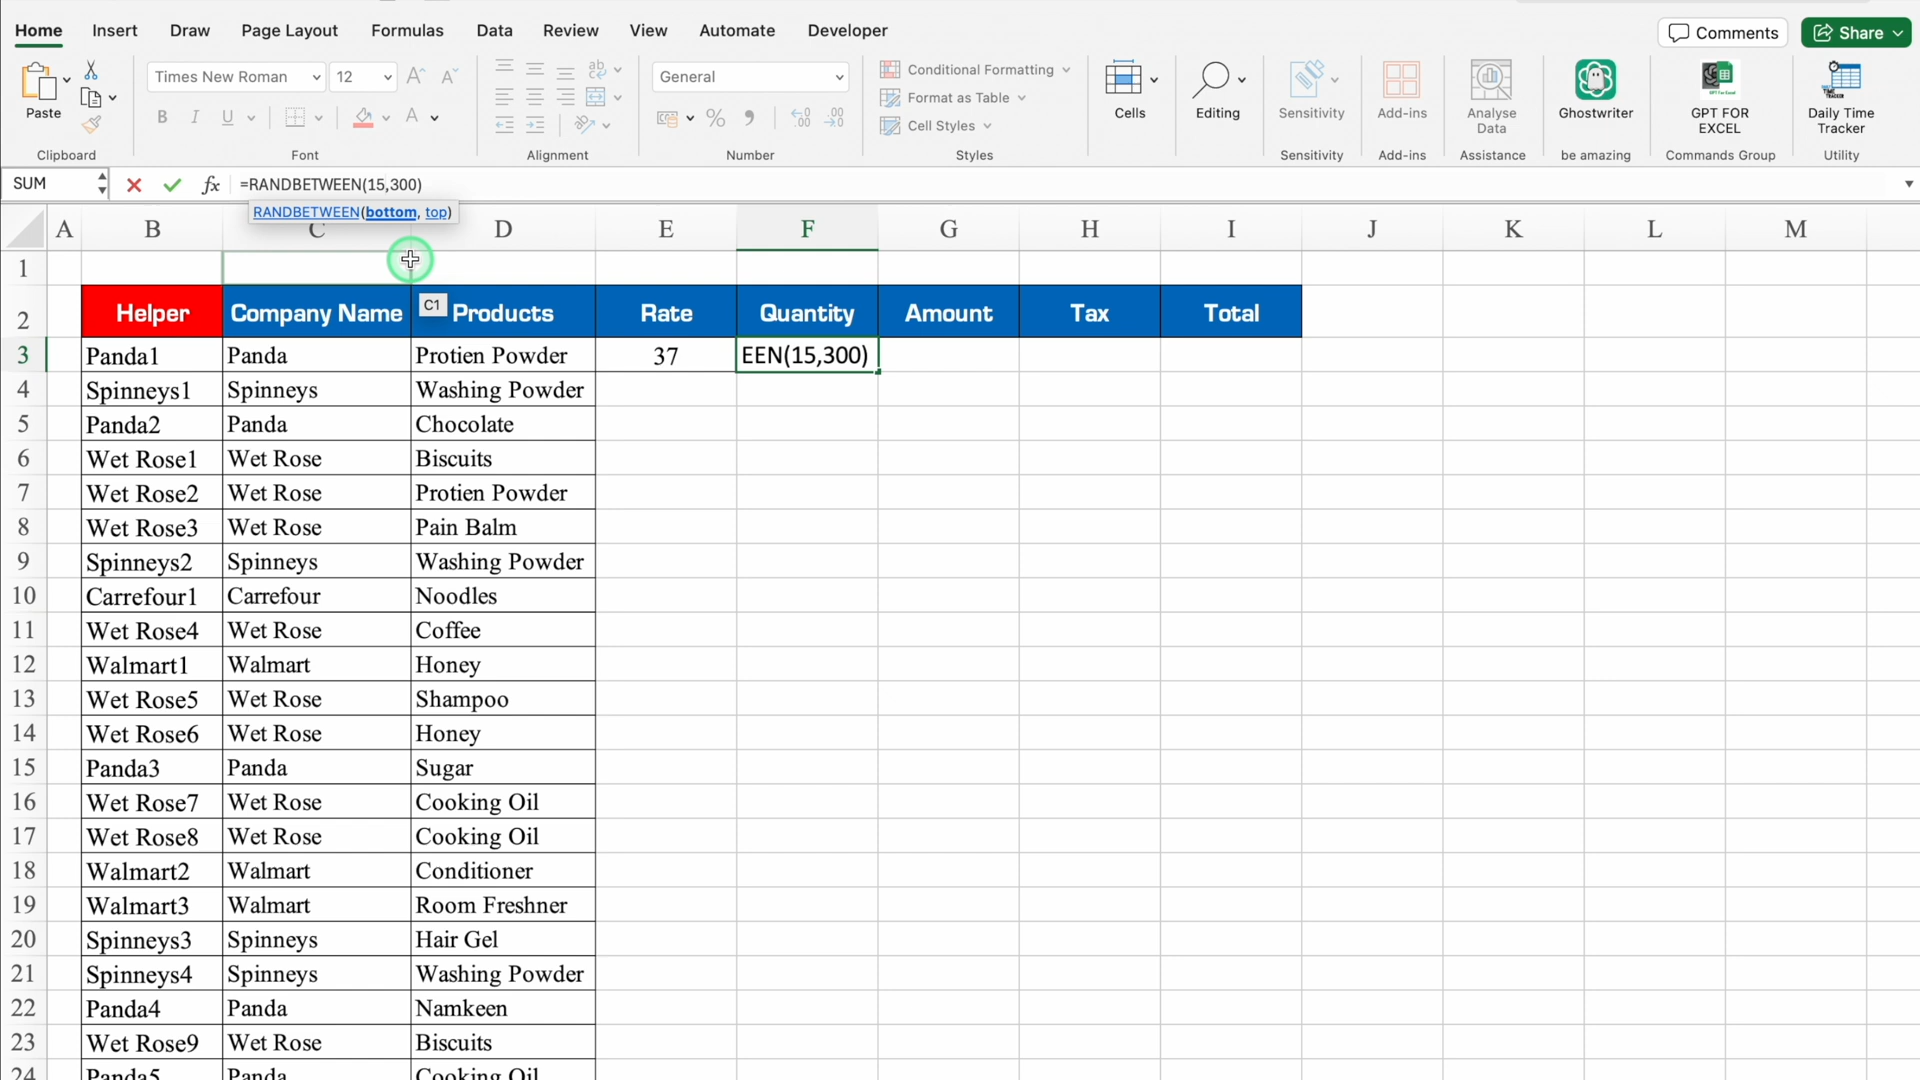 Home Insert Draw Page Layout Formulas Data Review View Automate Developer Comments Share
Paste Times New Roman 12 General Conditional Formatting
Format as Table
Cell Styles
Cells Editing Sensitivity Add-ins Analyse Data Ghostwriter GPT FOR EXCEL Daily Time Tracker
Clipboard Font Alignment Number Styles Sensitivity Add-ins Assistance be amazing Commands Group Utility
SUM fx =RANDBETWEEN(15,300)
RANDBETWEEN(bottom, top)
A B C D E F G H I J K L M
1
C1
2 Helper Company Name Products Rate Quantity Amount Tax Total
3 Panda1 Panda Protien Powder 37 EEN(15,300)
4 Spinneys1 Spinneys Washing Powder
5 Panda2 Panda Chocolate
6 Wet Rose1 Wet Rose Biscuits
7 Wet Rose2 Wet Rose Protien Powder
8 Wet Rose3 Wet Rose Pain Balm
9 Spinneys2 Spinneys Washing Powder
10 Carrefour1 Carrefour Noodles
11 Wet Rose4 Wet Rose Coffee
12 Walmart1 Walmart Honey
13 Wet Rose5 Wet Rose Shampoo
14 Wet Rose6 Wet Rose Honey
15 Panda3 Panda Sugar
16 Wet Rose7 Wet Rose Cooking Oil
17 Wet Rose8 Wet Rose Cooking Oil
18 Walmart2 Walmart Conditioner
19 Walmart3 Walmart Room Freshner
20 Spinneys3 Spinneys Hair Gel
21 Spinneys4 Spinneys Washing Powder
22 Panda4 Panda Namkeen
23 Wet Rose9 Wet Rose Biscuits
24 Panda5 Panda Cooking Oil